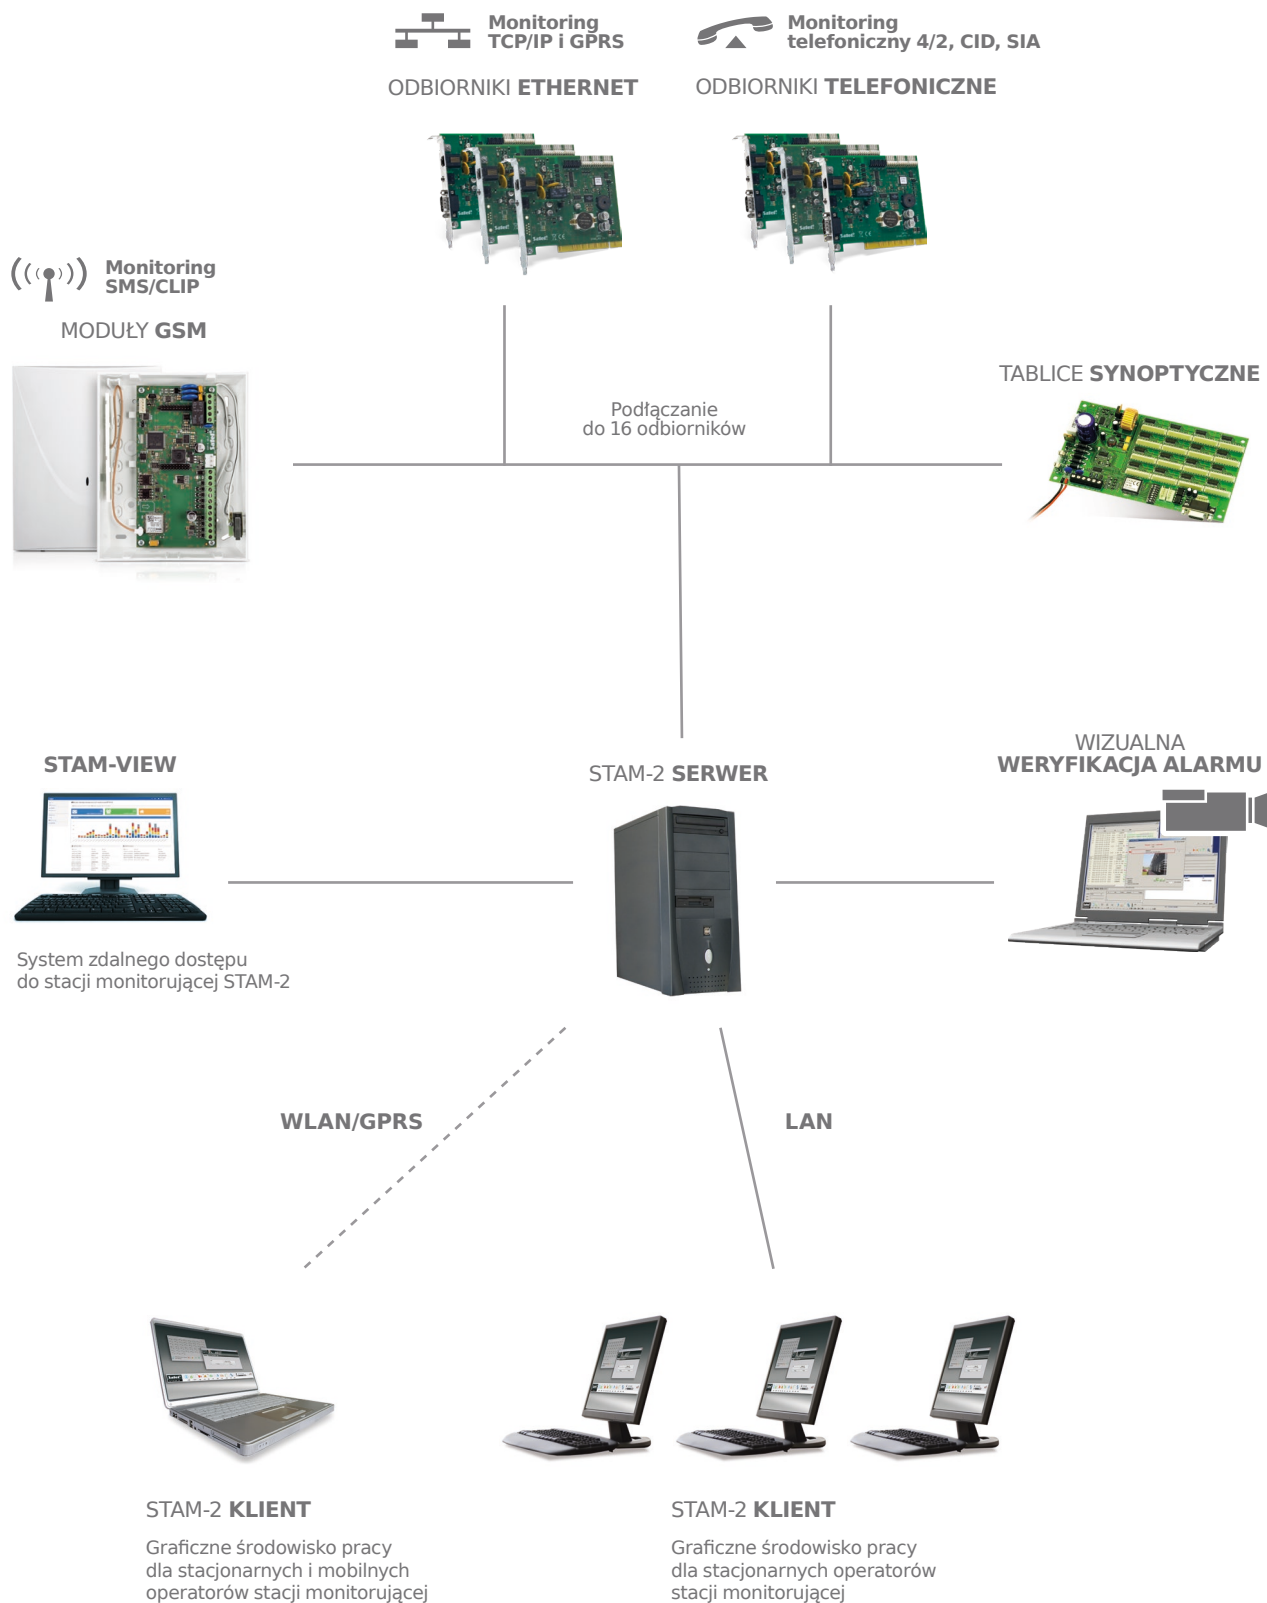 Monitoring
TCP/IP i GPRS
Monitoring
telefoniczny 4/2, CID, SIA
ODBIORNIKI ETHERNET
ODBIORNIKI TELEFONICZNE
Monitoring
SMS/CLIP
MODUŁY GSM
TABLICE SYNOPTYCZNE
Podłączanie
do 16 odbiorników
STAM-VIEW
STAM-2 SERWER
WIZUALNA
WERYFIKACJA ALARMU
System zdalnego dostępu
do stacji monitorującej STAM-2
WLAN/GPRS
LAN
STAM-2 KLIENT
Graficzne środowisko pracy
dla stacjonarnych i mobilnych
operatorów stacji monitorującej
STAM-2 KLIENT
Graficzne środowisko pracy
dla stacjonarnych operatorów
stacji monitorującej